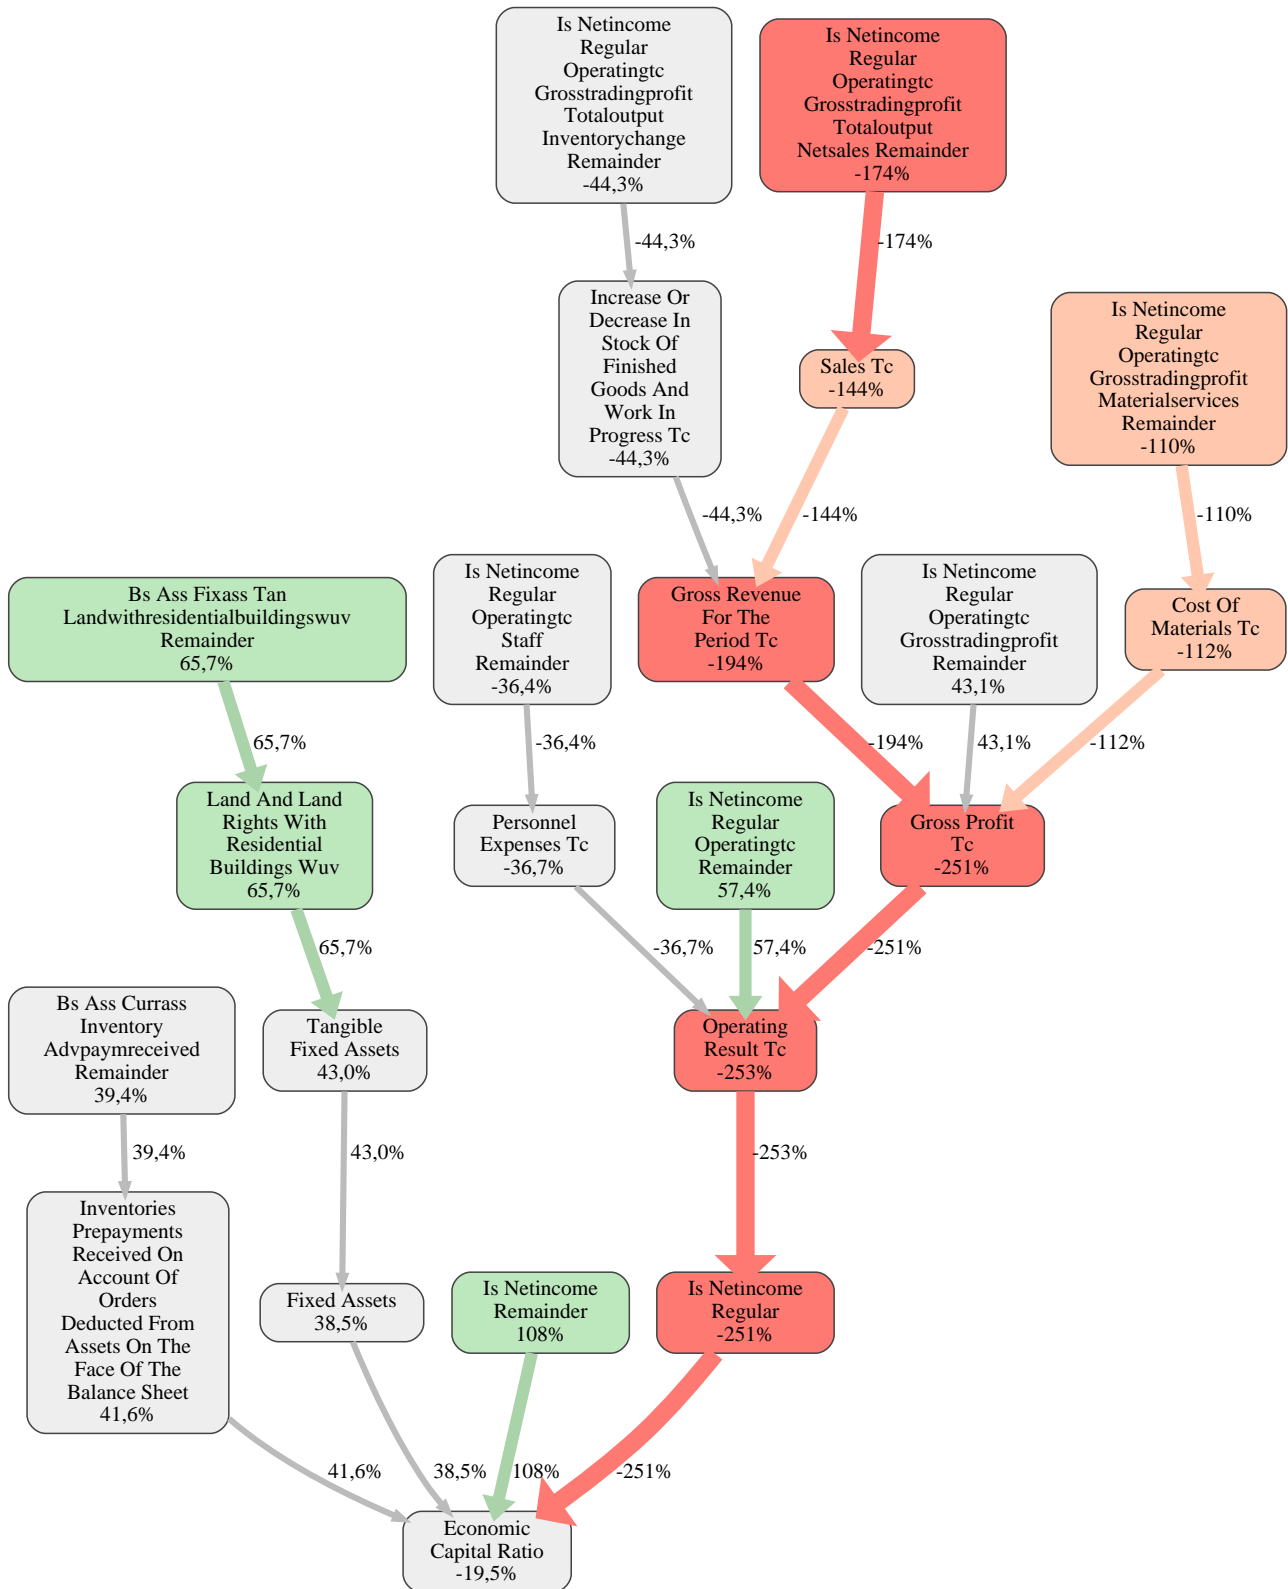 Is Netincome
Regular
Operatingtc
Grosstradingprofit
Totaloutput
Inventorychange
Remainder
-44,3%
Is Netincome
Regular
Operatingtc
Grosstradingprofit
Totaloutput
Netsales Remainder
-174%
-44,3%
-174%
Increase Or
Decrease In
Stock Of
Finished
Goods And
Work In
Progress Tc
-44,3%
Sales Tc
-144%
Is Netincome
Regular
Operatingtc
Grosstradingprofit
Materialservices
Remainder
-110%
-44,3%
-144%
-110%
Bs Ass Fixass Tan
Landwithresidentialbuildingswuv
Remainder
65,7%
Is Netincome
Regular
Operatingtc
Staff
Remainder
-36,4%
Gross Revenue
For The
Period Tc
-194%
Is Netincome
Regular
Operatingtc
Grosstradingprofit
Remainder
43,1%
Cost Of
Materials Tc
-112%
65,7%
-36,4%
-194%
43,1%
-112%
Land And Land
Rights With
Residential
Buildings Wuv
65,7%
Personnel
Expenses Tc
-36,7%
Is Netincome
Regular
Operatingtc
Remainder
57,4%
Gross Profit
Tc
-251%
65,7%
-36,7%
57,4%
-251%
Bs Ass Currass
Inventory
Advpaymreceived
Remainder
39,4%
Tangible
Fixed Assets
43,0%
Operating
Result Tc
-253%
39,4%
43,0%
-253%
Inventories
Prepayments
Received On
Account Of
Orders
Deducted From
Assets On The
Face Of The
Balance Sheet
41,6%
Fixed Assets
38,5%
Is Netincome
Remainder
108%
Is Netincome
Regular
-251%
41,6%
38,5%
108%
-251%
Economic
Capital Ratio
-19,5%